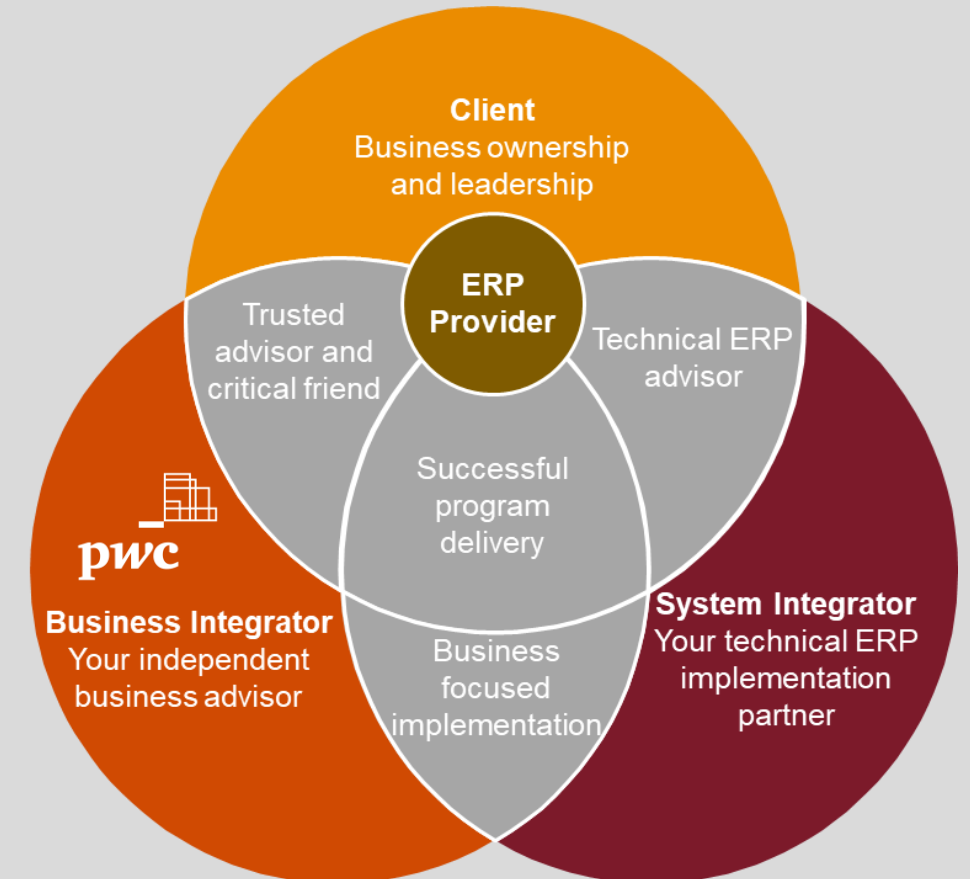 Client
Business ownership
and leadership
ERP
Provider
Trusted
advisor and
critical friend
Technical ERP
advisor
Successful
program
delivery
pwc
Business Integrator
Your independent
business advisor
System Integrator
Your technical ERP
implementation
partner
Business
focused
implementation